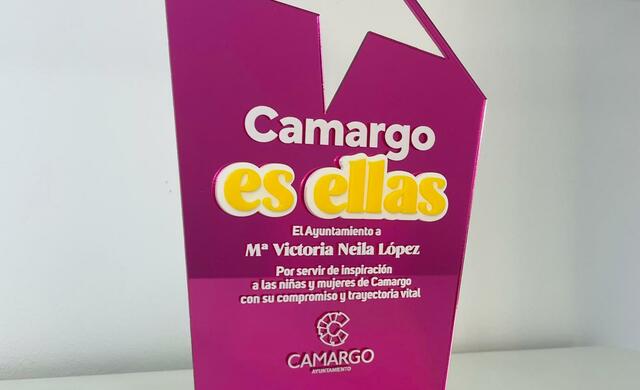 Camargo
es ellas
El Ayuntamiento a
Mª Victoria Neila López
Por servir de inspiración
a las niñas y mujeres de Camargo
con su compromiso y trayectoria vital
CAMARGO
AYUNTAMIENTO